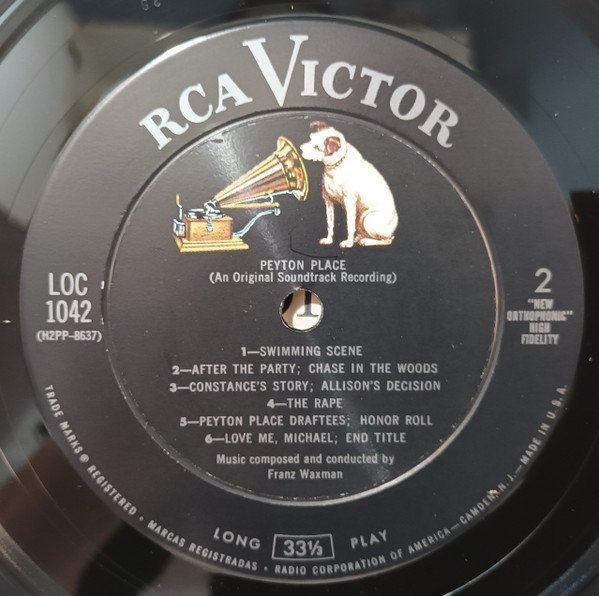 RCA VICTOR
PEYTON PLACE
(An Original Soundtrack Recording)
LOC
1042
(H2PP-8637)
2
"NEW
ORTHOPHONIC"
HIGH
FIDELITY
1
1—SWIMMING SCENE
2—AFTER THE PARTY; CHASE IN THE WOODS
3—CONSTANCE'S STORY; ALLISON'S DECISION
4—THE RAPE
5—PEYTON PLACE DRAFTEES; HONOR ROLL
6—LOVE ME, MICHAEL; END TITLE
Music composed and conducted by
Franz Waxman
LONG 33⅓ PLAY
TRADE MARKS ® REGISTERED • MARCAS REGISTRADAS • RADIO CORPORATION OF AMERICA—CAMDEN, N. J.—MADE IN U.S.A.